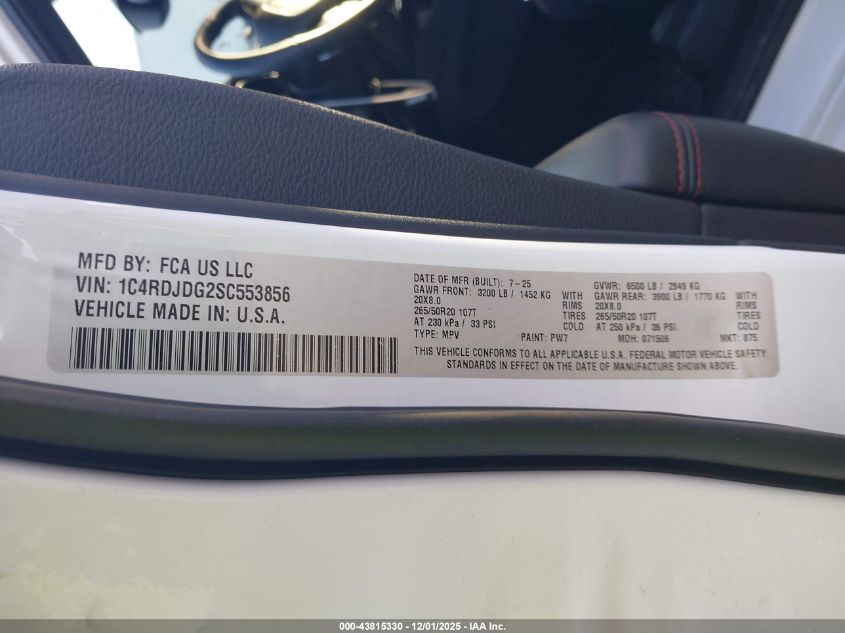 MFD BY: FCA US LLC
VIN: 1C4RDJDG2SC553856
VEHICLE MADE IN: U.S.A.
DATE OF MFR (BUILT): 7-25
GAWR FRONT: 3200 LB / 1452 KG WITH
20X8.0 RIMS
265/50R20 107T TIRES
AT 230 kPa / 33 PSI COLD
TYPE: MPV PAINT: PW7
GVWR: 6500 LB / 2949 KG
GAWR REAR: 3900 LB / 1770 KG WITH
20X8.0 RIMS
265/50R20 107T TIRES
AT 250 kPa / 36 PSI COLD
MDH: 071506 MKT: 875
THIS VEHICLE CONFORMS TO ALL APPLICABLE U.S.A. FEDERAL MOTOR VEHICLE SAFETY
STANDARDS IN EFFECT ON THE DATE OF MANUFACTURE SHOWN ABOVE.
000-43815330 - 12/01/2025 - IAA Inc.